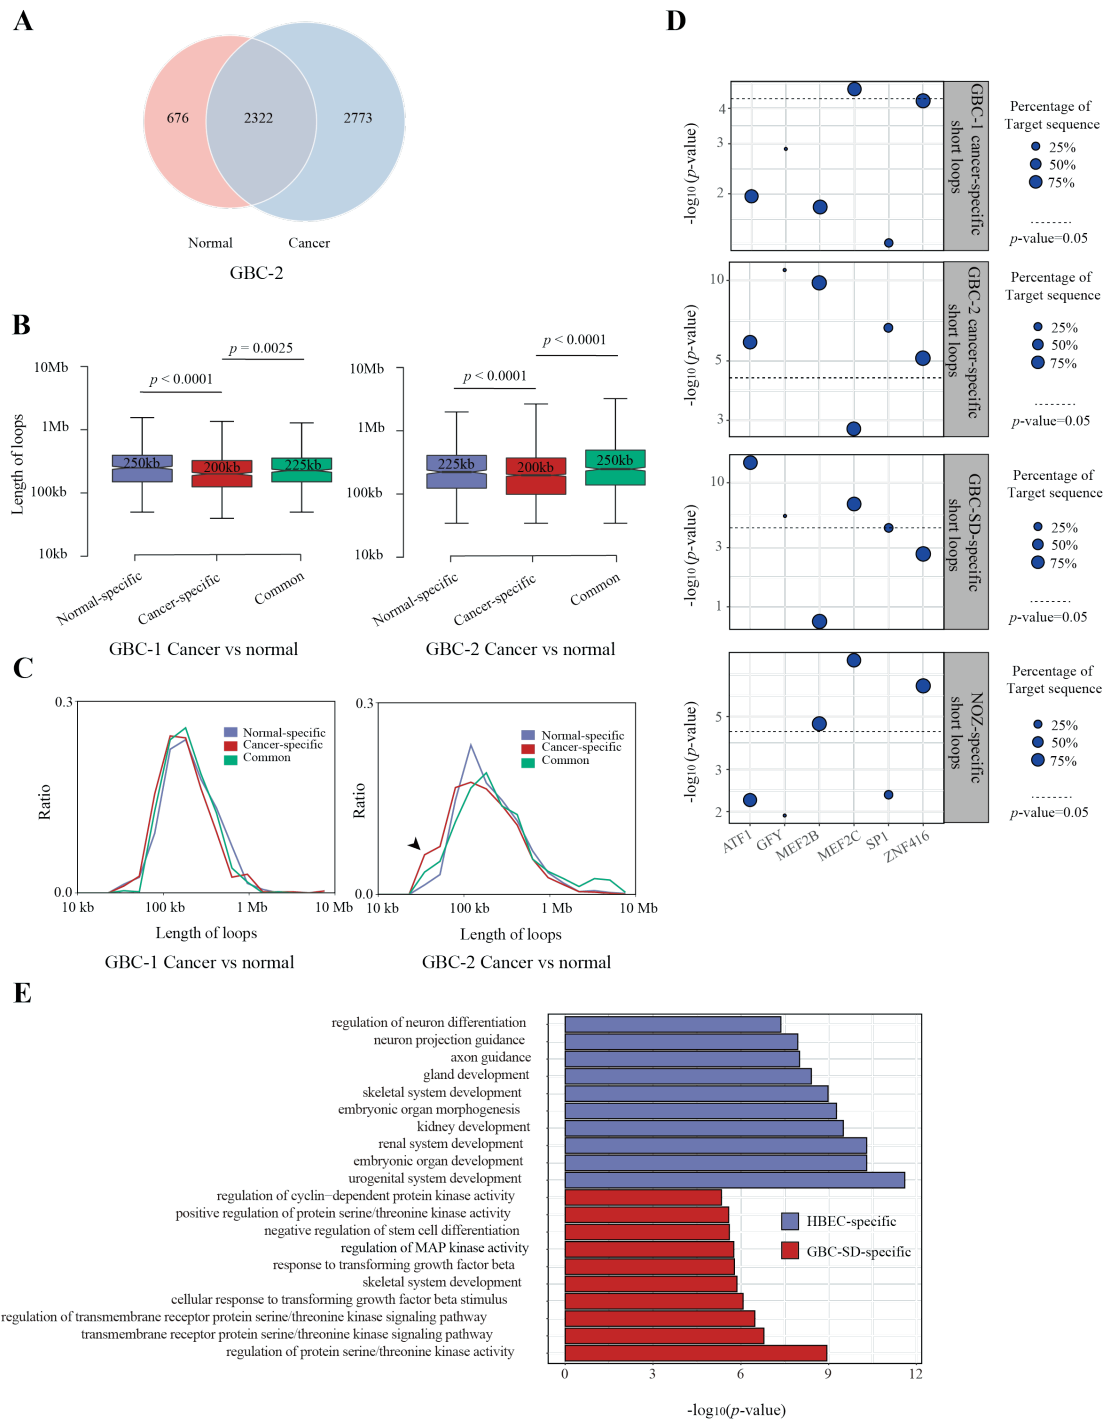 A
676
2322
2773
Normal
Cancer
GBC-2
B
10Mb
1Mb
100kb
10kb
Length of loops
p < 0.0001
p = 0.0025
250kb
200kb
225kb
Normal-specific
Cancer-specific
Common
GBC-1 Cancer vs normal
10Mb
1Mb
100kb
10kb
p < 0.0001
p < 0.0001
225kb
200kb
250kb
Normal-specific
Cancer-specific
Common
GBC-2 Cancer vs normal
C
0.3
0.0
Ratio
Normal-specific
Cancer-specific
Common
10 kb
100 kb
1 Mb
10 Mb
Length of loops
GBC-1 Cancer vs normal
0.3
0.0
Ratio
Normal-specific
Cancer-specific
Common
10 kb
100 kb
1 Mb
10 Mb
Length of loops
GBC-2 Cancer vs normal
D
4
3
2
-log10 (p-value)
GBC-1 cancer-specific
short loops
Percentage of
Target sequence
25%
50%
75%
p-value=0.05
10
5
3
-log10 (p-value)
GBC-2 cancer-specific
short loops
Percentage of
Target sequence
25%
50%
75%
p-value=0.05
10
3
1
-log10 (p-value)
GBC-SD-specific
short loops
Percentage of
Target sequence
25%
50%
75%
p-value=0.05
5
3
2
-log10 (p-value)
NOZ-specific
short loops
Percentage of
Target sequence
25%
50%
75%
p-value=0.05
ATF1
GFY
MEF2B
MEF2C
SP1
ZNF416
E
regulation of neuron differentiation
neuron projection guidance
axon guidance
gland development
skeletal system development
embryonic organ morphogenesis
kidney development
renal system development
embryonic organ development
urogenital system development
regulation of cyclin−dependent protein kinase activity
positive regulation of protein serine/threonine kinase activity
negative regulation of stem cell differentiation
regulation of MAP kinase activity
response to transforming growth factor beta
skeletal system development
cellular response to transforming growth factor beta stimulus
regulation of transmembrane receptor protein serine/threonine kinase signaling pathway
transmembrane receptor protein serine/threonine kinase signaling pathway
regulation of protein serine/threonine kinase activity
HBEC-specific
GBC-SD-specific
0
3
6
9
12
-log10(p-value)